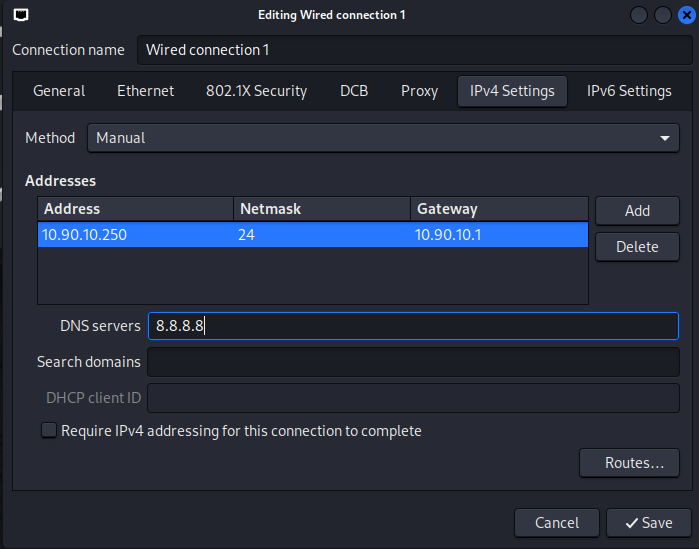 Editing Wired connection 1
Connection name Wired connection 1
General Ethernet 802.1X Security DCB Proxy IPv4 Settings IPv6 Settings
Method Manual
Addresses
Address Netmask Gateway
Add
10.90.10.250 24 10.90.10.1
Delete
DNS servers 8.8.8.8
Search domains
DHCP client ID
Require IPv4 addressing for this connection to complete
Routes...
Cancel Save